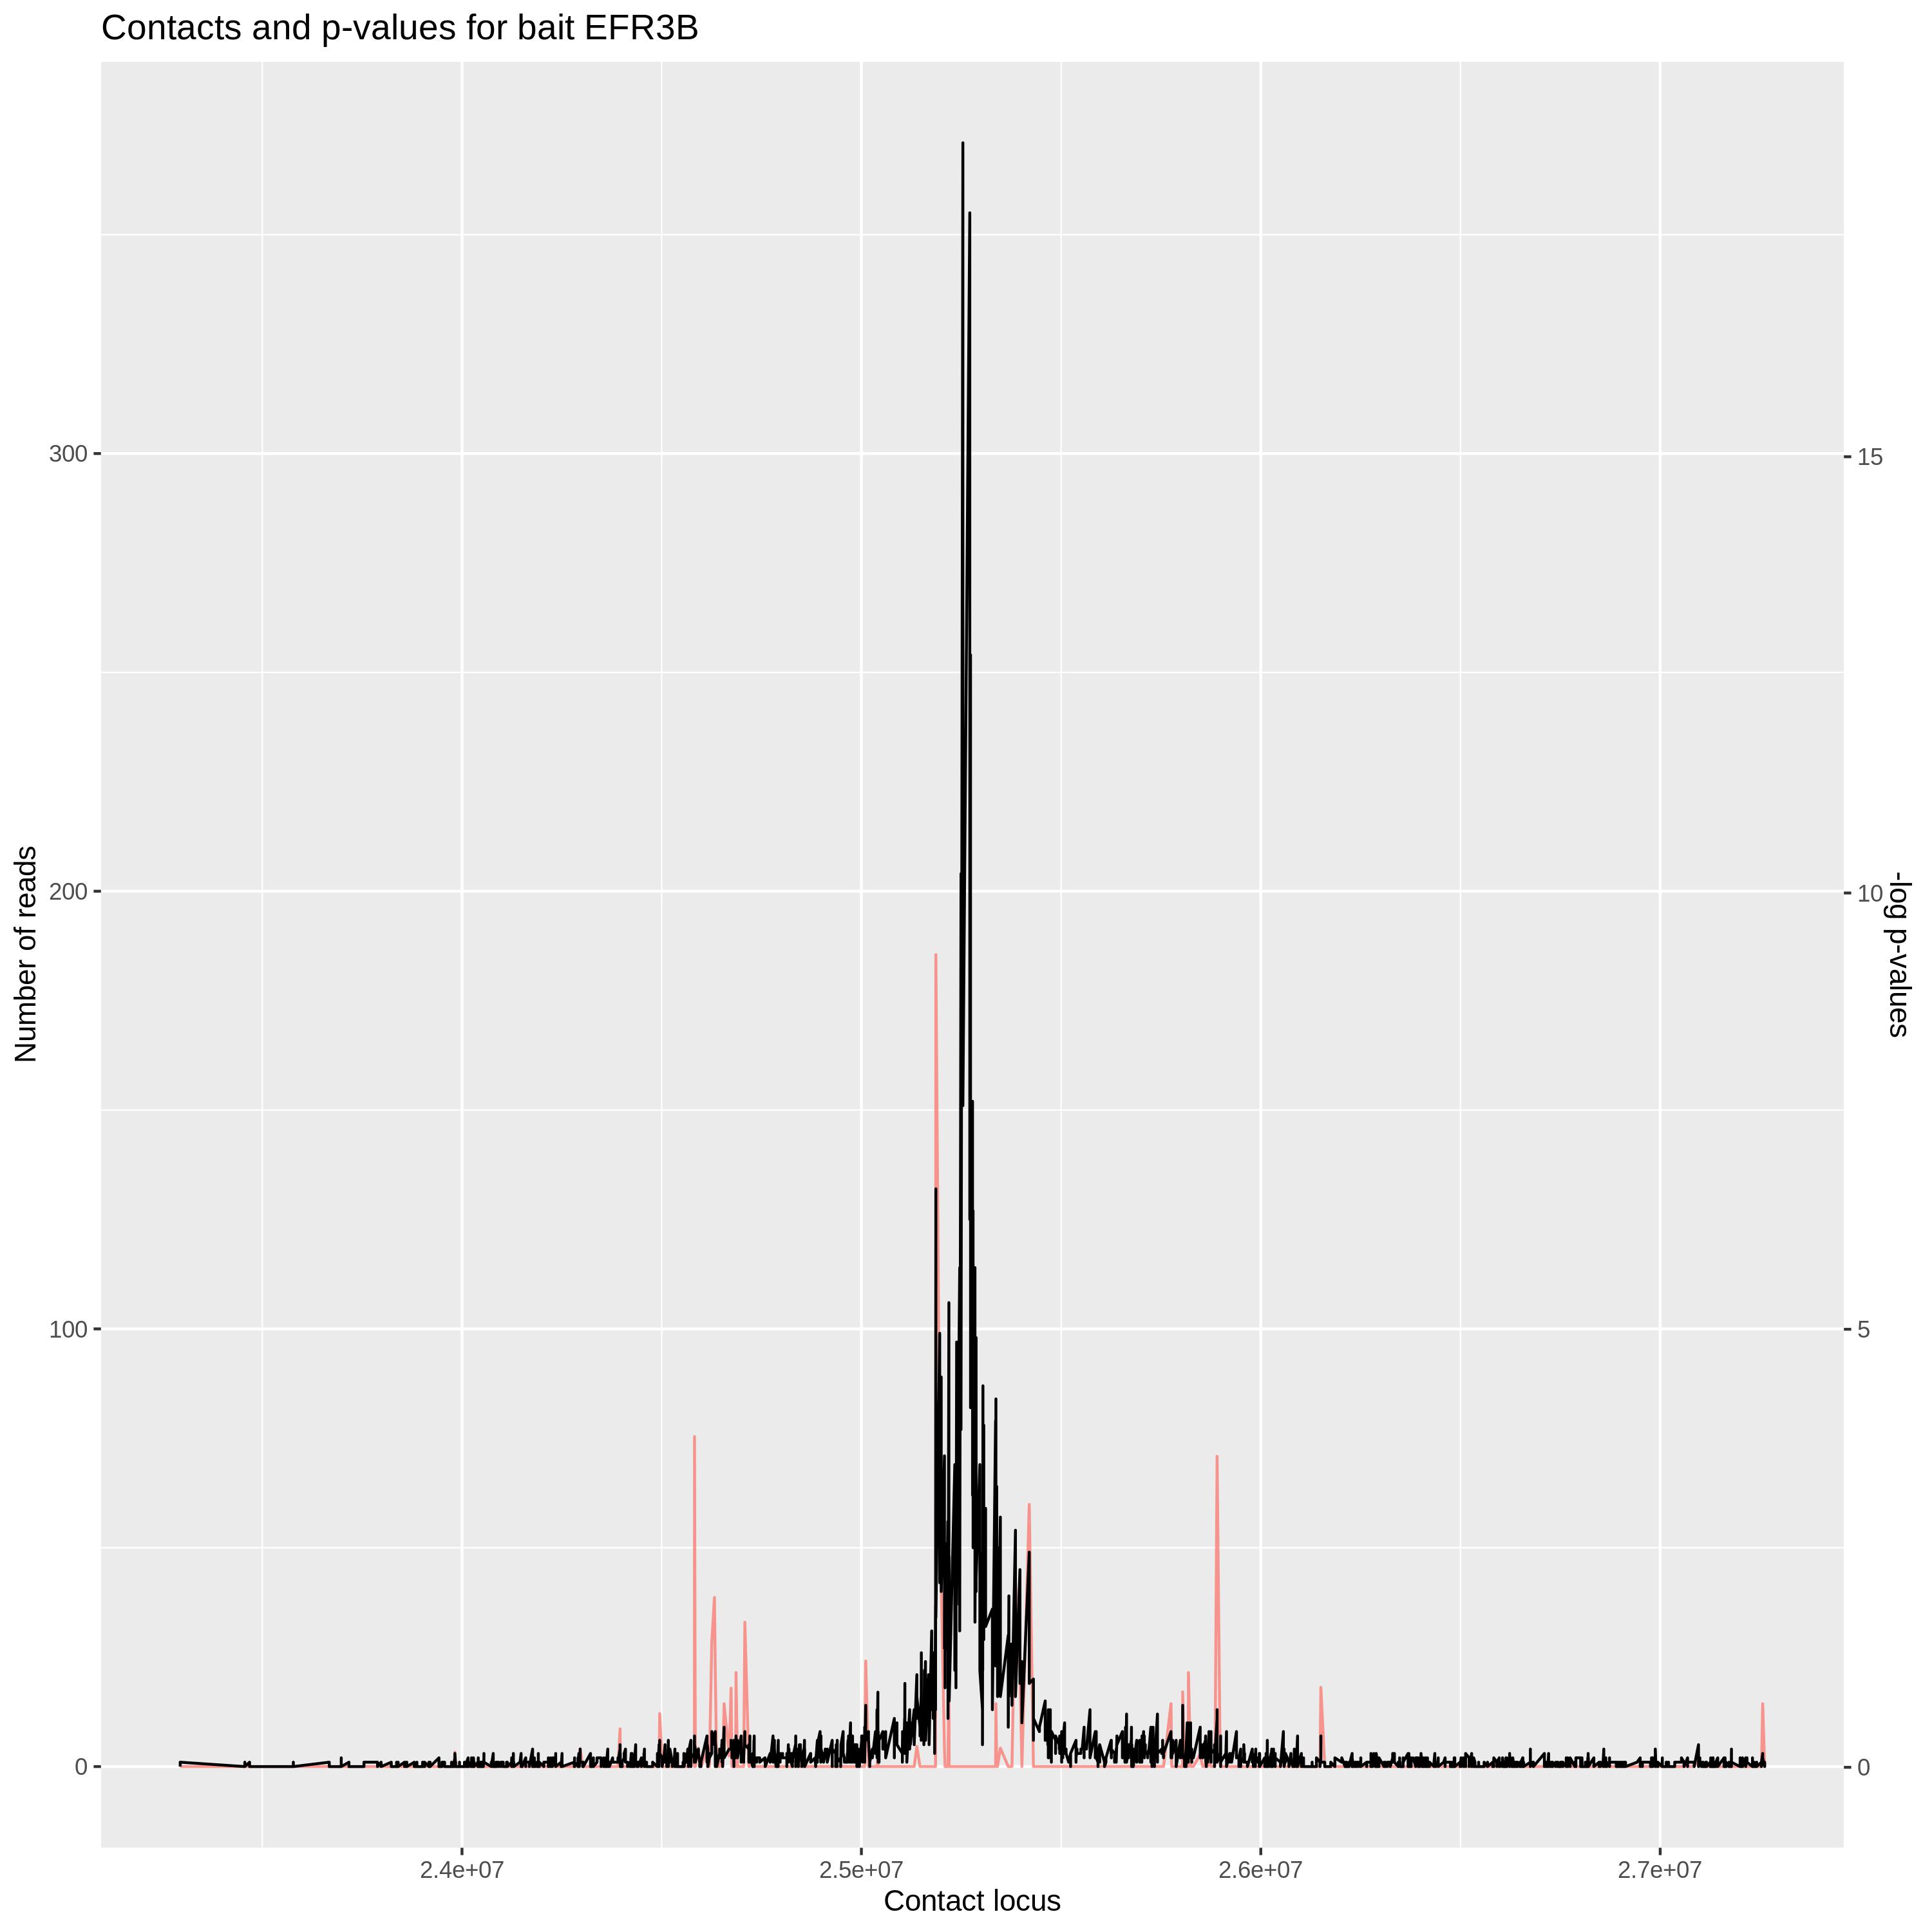 Contacts and p-values for bait EFR3B
300
200
100
0
Number of reads
15
10
5
0
-log p-values
2.4e+07 2.5e+07 2.6e+07 2.7e+07
Contact locus